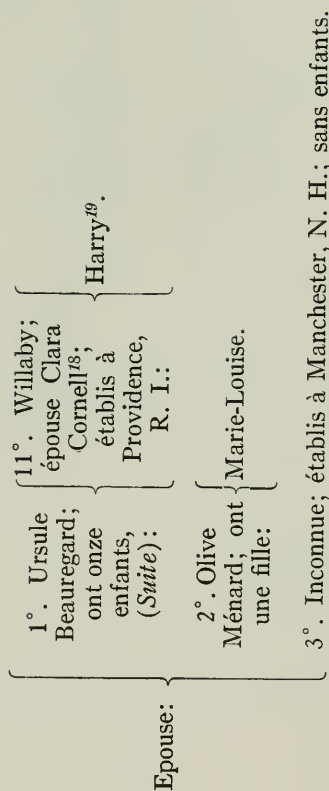 Epouse:
1°. Ursule
Beauregard;
ont onze
enfants,
(Suite):
11°. Willaby;
épouse Clara
Cornell18;
établis à
Providence,
R. I.:
Harry19.
2°. Olive
Ménard; ont
une fille:
Marie-Louise.
3°. Inconnue; établis à Manchester, N. H.; sans enfants.